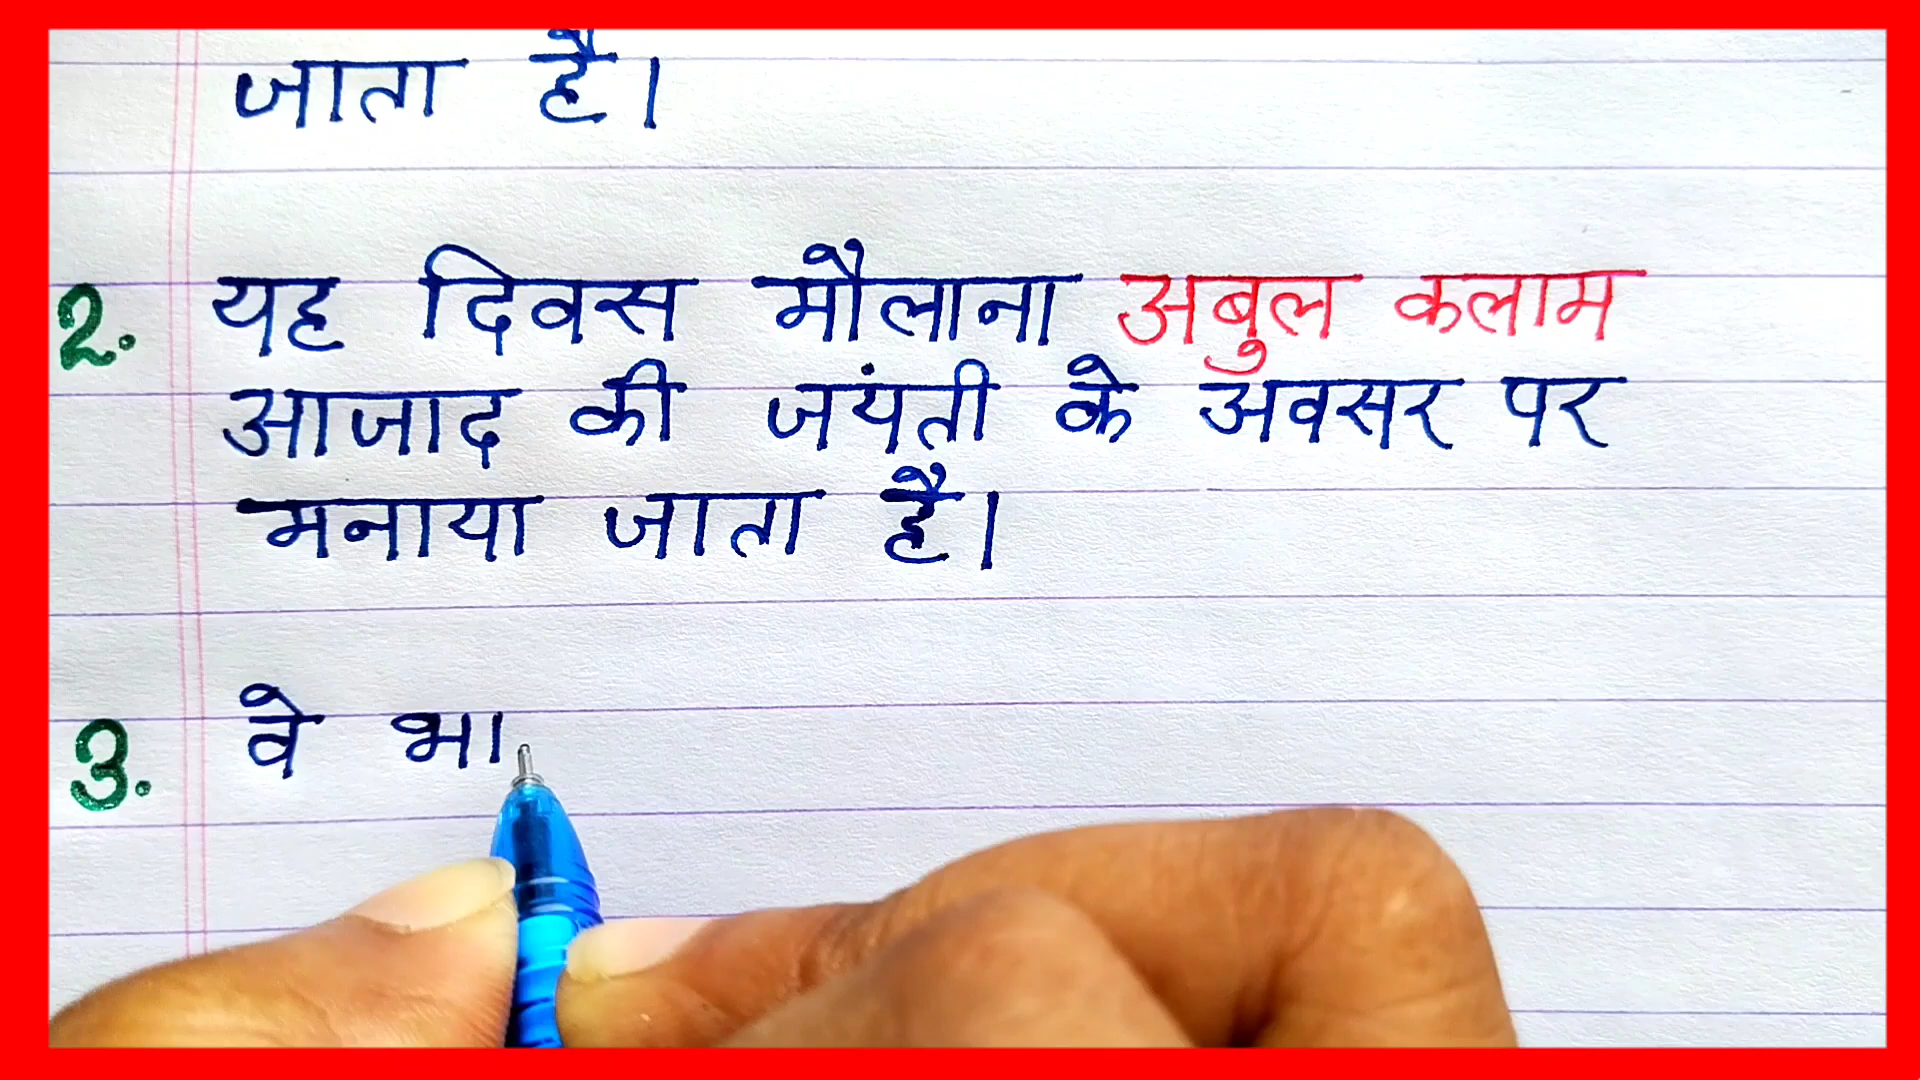 जाता है।
2. यह दिवस मौलाना अबुल कलाम
आजाद की जयंती के अवसर पर
मनाया जाता है।
3. वे भा